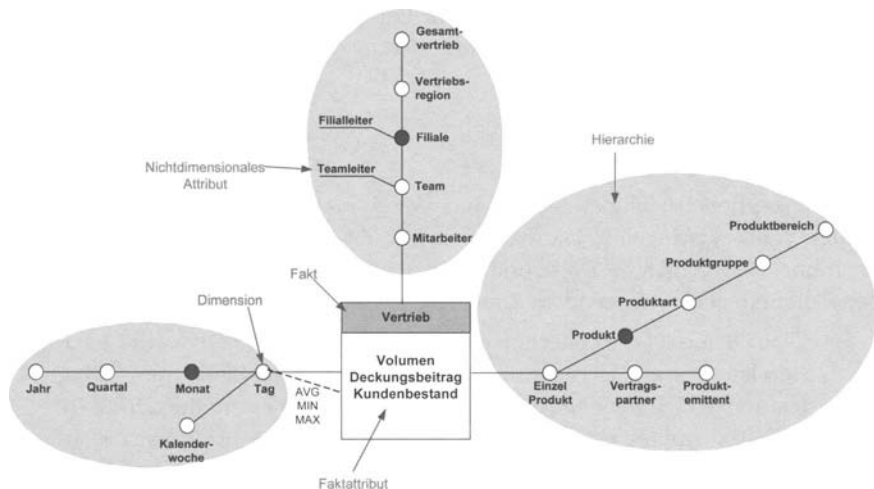 Gesamt-
vertrieb
Vertriebs-
region
Filialleiter
Filiale
Hierarchie
Nichtdimensionales
Attribut
Teamleiter
Team
Mitarbeiter
Produktbereich
Produktgruppe
Fakt
Dimension
Produktart
Vertrieb
Produkt
Volumen
Deckungsbeitrag
Kundenbestand
Jahr
Quartal
Monat
Tag
AVG
MIN
MAX
Einzel
Produkt
Vertrags-
partner
Produkt-
emittent
Kalender-
woche
Faktattribut